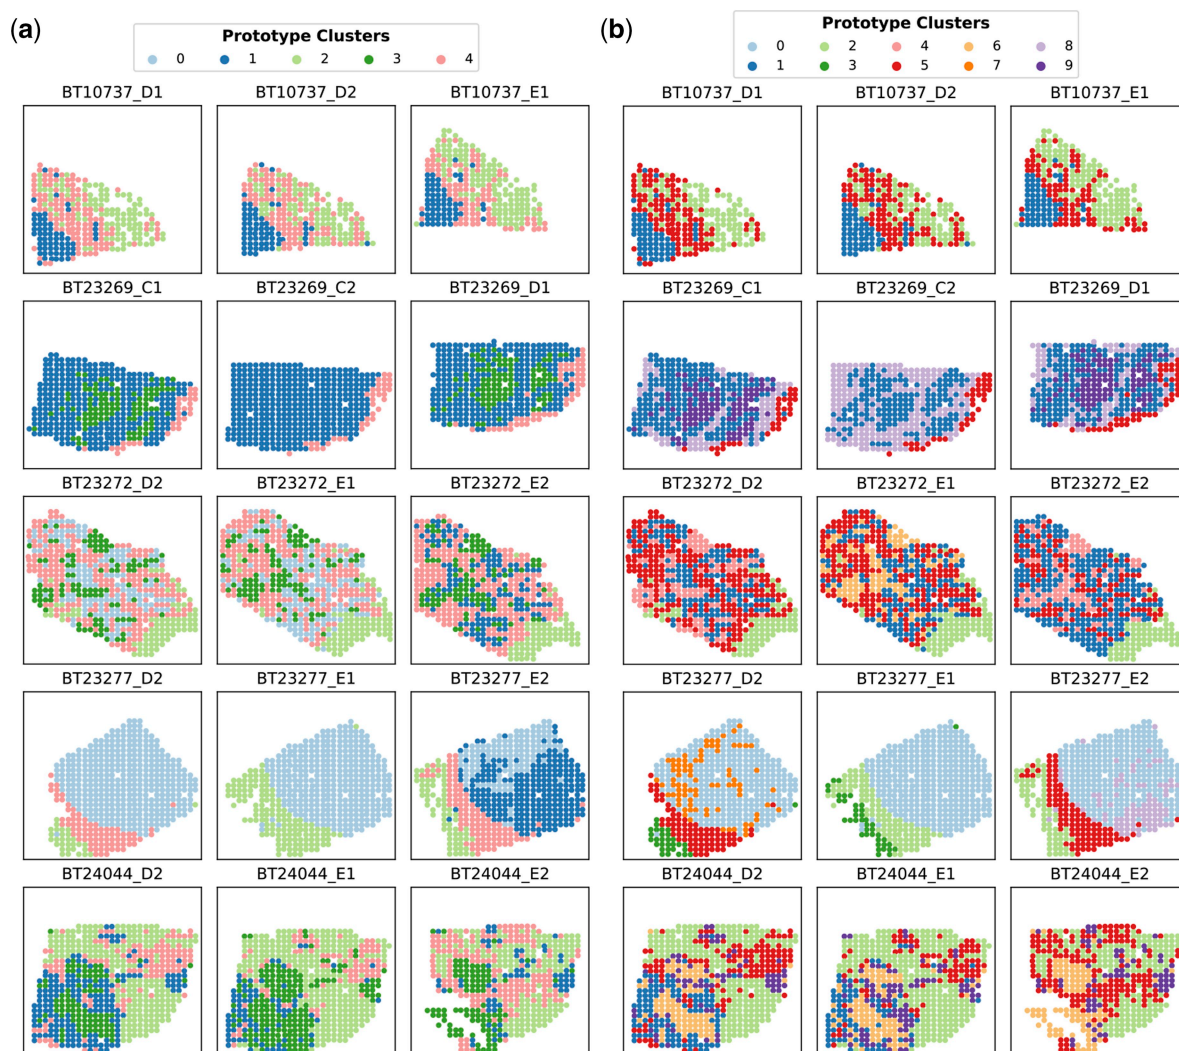 (a)
Prototype Clusters
0 1 2 3 4
BT10737_D1 BT10737_D2 BT10737_E1
BT23269_C1 BT23269_C2 BT23269_D1
BT23272_D2 BT23272_E1 BT23272_E2
BT23277_D2 BT23277_E1 BT23277_E2
BT24044_D2 BT24044_E1 BT24044_E2
(b)
Prototype Clusters
0 2 4 6 8
1 3 5 7 9
BT10737_D1 BT10737_D2 BT10737_E1
BT23269_C1 BT23269_C2 BT23269_D1
BT23272_D2 BT23272_E1 BT23272_E2
BT23277_D2 BT23277_E1 BT23277_E2
BT24044_D2 BT24044_E1 BT24044_E2